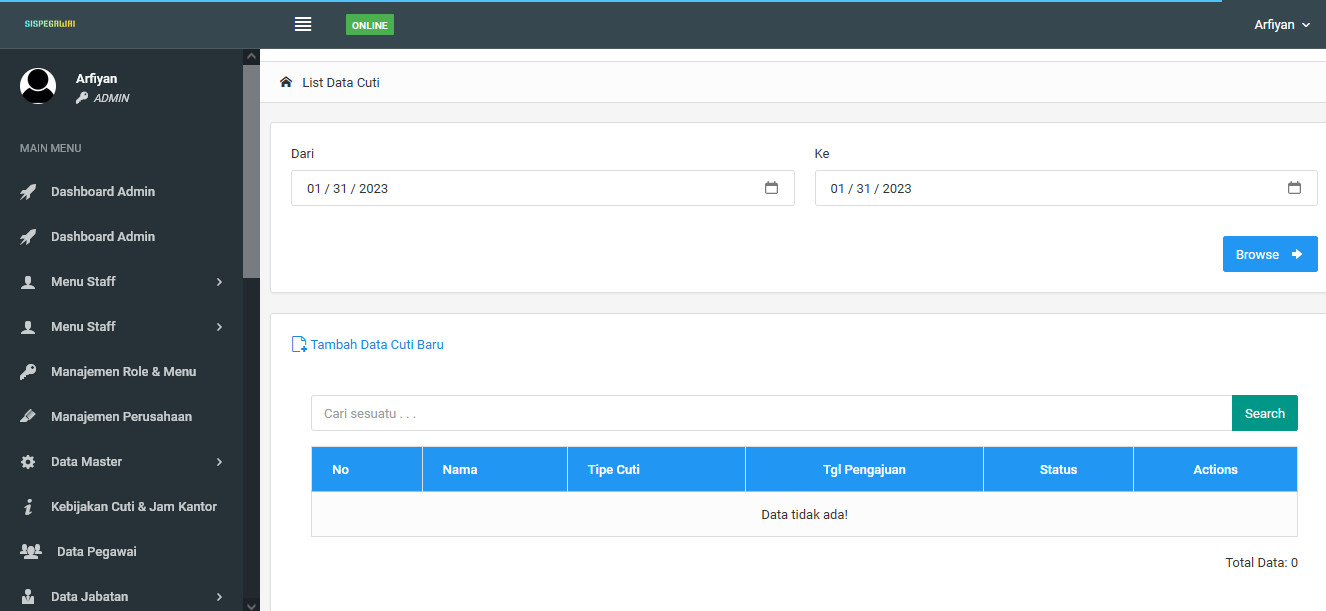 SISPEGAWAI
ONLINE
Arfiyan
Arfiyan
ADMIN
MAIN MENU
Dashboard Admin
Dashboard Admin
Menu Staff
Menu Staff
Manajemen Role & Menu
Manajemen Perusahaan
Data Master
Kebijakan Cuti & Jam Kantor
Data Pegawai
Data Jabatan
List Data Cuti
Dari
Ke
01 / 31 / 2023
01 / 31 / 2023
Browse
Tambah Data Cuti Baru
Cari sesuatu . . .
Search
No Nama Tipe Cuti Tgl Pengajuan Status Actions
Data tidak ada!
Total Data: 0